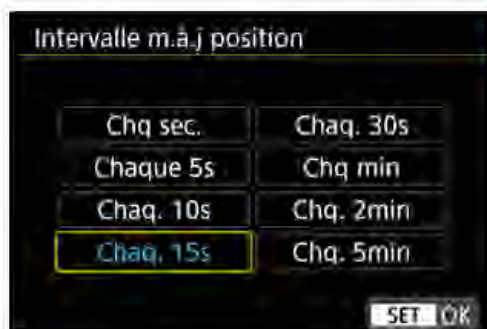 Intervalle m.à.j position
Chq sec.
Chaque 5s
Chaq. 10s
Chaq. 15s
Chaq. 30s
Chq min
Chq. 2min
Chq. 5min
SET OK